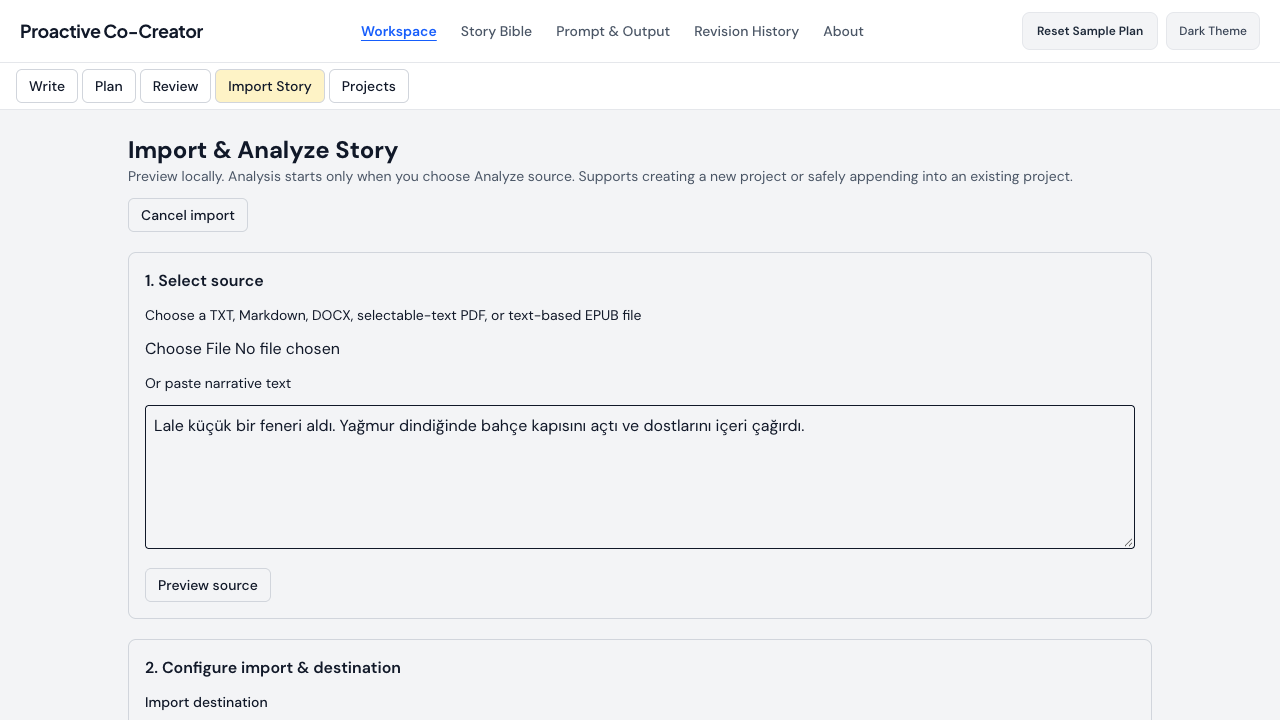 Proactive Co-Creator
Workspace
Story Bible
Prompt & Output
Revision History
About
Reset Sample Plan
Dark Theme
Write
Plan
Review
Import Story
Projects
Import & Analyze Story
Preview locally. Analysis starts only when you choose Analyze source. Supports creating a new project or safely appending into an existing project.
Cancel import
1. Select source
Choose a TXT, Markdown, DOCX, selectable-text PDF, or text-based EPUB file
Choose File No file chosen
Or paste narrative text
Lale küçük bir feneri aldı. Yağmur dindiğinde bahçe kapısını açtı ve dostlarını içeri çağırdı.
Preview source
2. Configure import & destination
Import destination